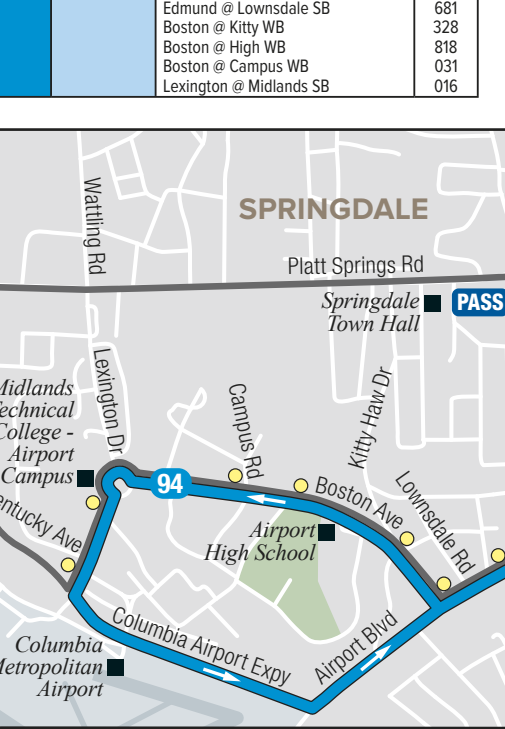 Edmund @ Lownsdale SB 681
Boston @ Kitty WB 328
Boston @ High WB 818
Boston @ Campus WB 031
Lexington @ Midlands SB 016
Wattling Rd
SPRINGDALE
Platt Springs Rd
Springdale
Town Hall
PASS
Lexington Dr
Midlands
Technical
College -
Airport
Campus
Campus Rd
Kitty Haw Dr
94
Boston Ave
Lownsdale Rd
Airport
High School
entucky Ave
Columbia Airport Expy
Airport Blvd
Columbia
Metropolitan
Airport